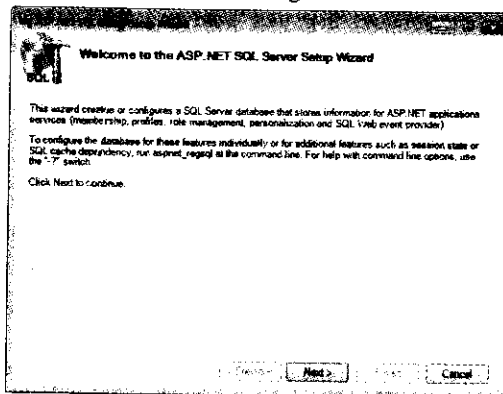 Welcome to the ASP.NET SQL Server Setup Wizard
SQL
This wizard creates or configures a SQL Server database that stores information for ASP.NET applications
services (membership, profiles, role management, personalization and SQL Web event provider)
To configure the database for these features individually or for additional features such as session state or
SQL cache dependency, run aspnet_regsql at the command line. For help with command line options, use
the "-?" switch.
Click Next to continue.
Next >
Cancel